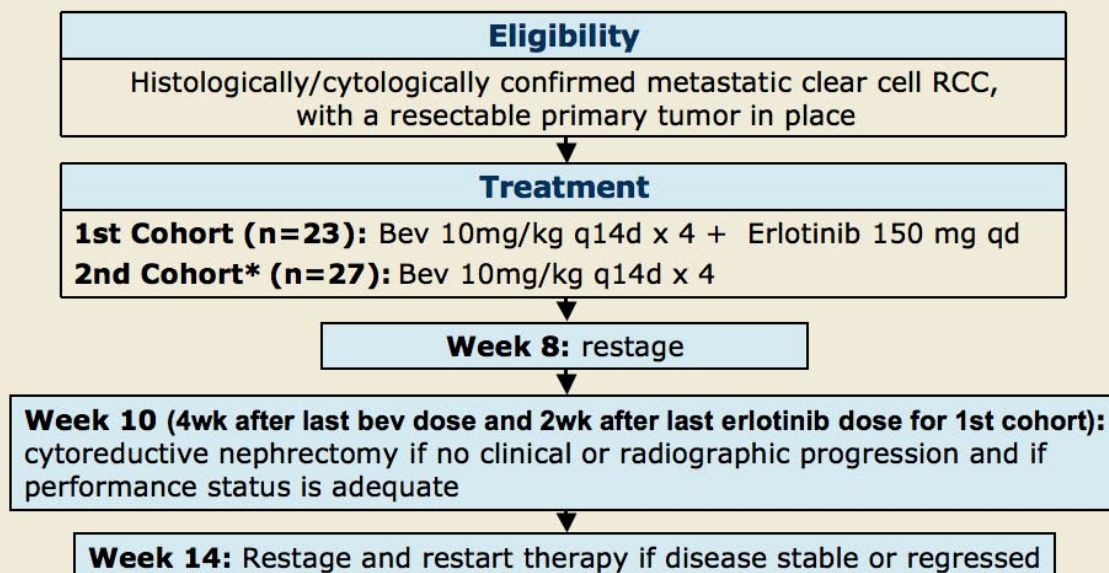 Eligibility
Histologically/cytologically confirmed metastatic clear cell RCC,
with a resectable primary tumor in place
Treatment
1st Cohort (n=23): Bev 10mg/kg q14d x 4 + Erlotinib 150 mg qd
2nd Cohort* (n=27): Bev 10mg/kg q14d x 4
Week 8: restage
Week 10 (4wk after last bev dose and 2wk after last erlotinib dose for 1st cohort):
cytoreductive nephrectomy if no clinical or radiographic progression and if
performance status is adequate
Week 14: Restage and restart therapy if disease stable or regressed